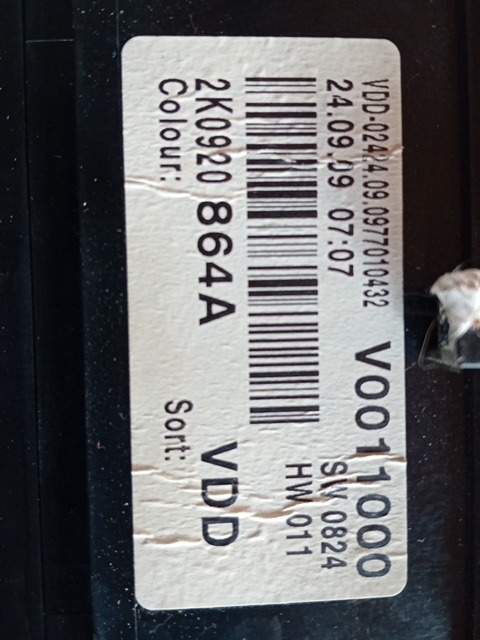 VDD-02424.09.0977010432 V0011000
24.09.09 07:07 SW 0824
HW 011
2K0920 864A VDD
Colour: Sort: